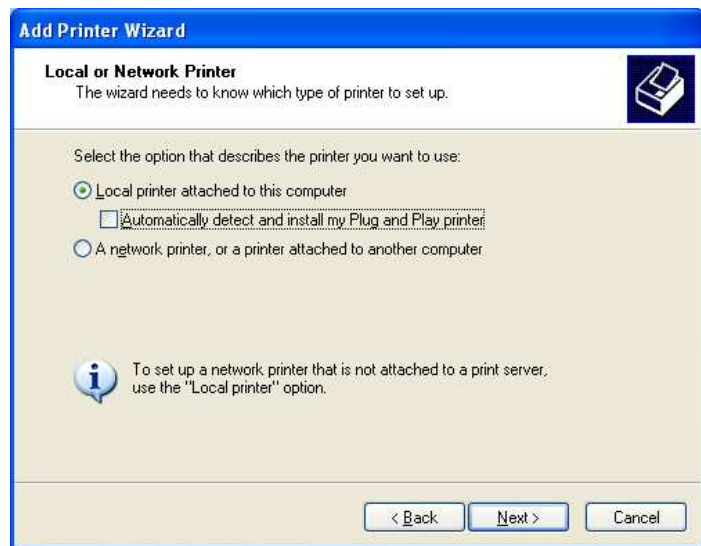 Add Printer Wizard
Local or Network Printer
The wizard needs to know which type of printer to set up.
Select the option that describes the printer you want to use:
Local printer attached to this computer
Automatically detect and install my Plug and Play printer
A network printer, or a printer attached to another computer
To set up a network printer that is not attached to a print server,
use the "Local printer" option.
< Back
Next >
Cancel